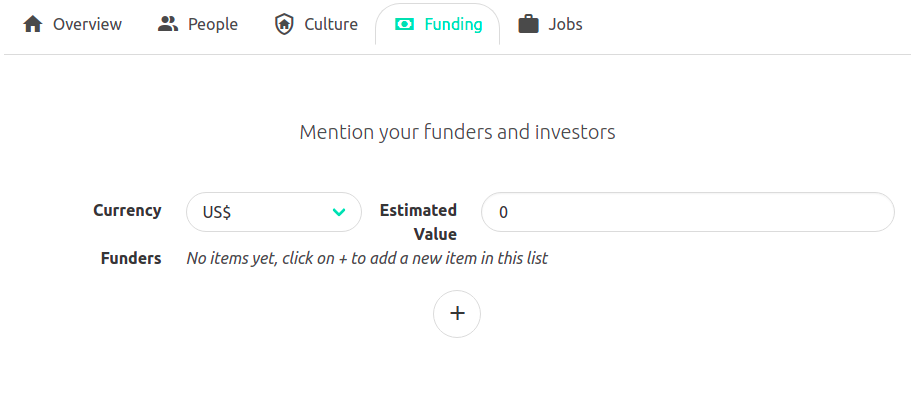 Overview People Culture Funding Jobs
Mention your funders and investors
Currency US$ Estimated Value 0
Funders No items yet, click on + to add a new item in this list
+